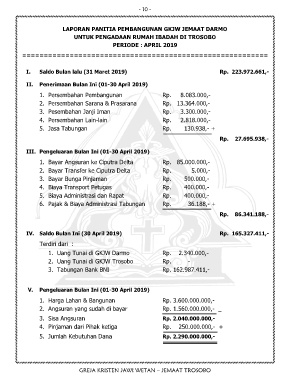 - 10 -
LAPORAN PANITIA PEMBANGUNAN GKJW JEMAAT DARMO
UNTUK PENGADAAN RUMAH IBADAH DI TROSOBO
PERIODE : APRIL 2019
I. Saldo Bulan lalu (31 Maret 2019) Rp. 223.972.661,-
II. Penerimaan Bulan Ini (01-30 April 2019)
1. Persembahan Pembangunan Rp. 8.083.000,-
2. Persembahan Sarana & Prasarana Rp. 13.364.000,-
3. Persembahan Janji Iman Rp. 3.300.000,-
4. Persembahan Lain-lain Rp. 2.818.000,-
5. Jasa Tabungan Rp. 130.938,- +
Rp. 27.695.938,-
III. Pengeluaran Bulan Ini (01-30 April 2019)
1. Bayar Angsuran ke Ciputra Delta Rp. 85.000.000,-
2. Bayar Transfer ke Ciputra Delta Rp. 5.000,-
3. Bayar Bunga Pinjaman Rp. 500.000,-
4. Biaya Transport Petugas Rp. 400.000,-
5. Biaya Administrasi dan Rapat Rp. 400.000,-
6. Pajak & Biaya Administrasi Tabungan Rp. 36.188,- +
Rp. 86.341.188,-
IV. Saldo Bulan Ini (30 April 2019) Rp. 165.327.411,-
Terdiri dari :
1. Uang Tunai di GKJW Darmo Rp. 2.340.000,-
2. Uang Tunai di GKJW Trosobo Rp. -
3. Tabungan Bank BNI Rp. 162.987.411,-
V. Pengeluaran Bulan Ini (01-30 April 2019)
1. Harga Lahan & Bangunan Rp. 3.600.000.000,-
2. Angsuran yang sudah di bayar Rp. 1.560.000.000,- _
3. Sisa Angsuran Rp. 2.040.000.000,-
4. Pinjaman dari Pihak ketiga Rp. 250.000.000,- +
5. Jumlah Kebutuhan Dana Rp. 2.290.000.000,-
GREJA KRISTEN JAWI WETAN – JEMAAT TROSOBO